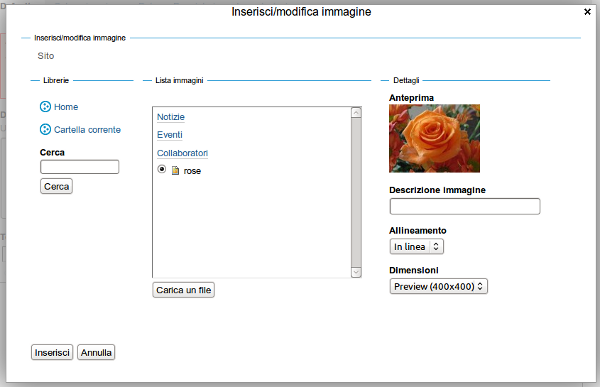 Inserisci/modifica immagine
Inserisci/modifica immagine
Sito
Librerie
Home
Cartella corrente
Cerca
Cerca
Lista immagini
Notizie
Eventi
Collaboratori
rose
Carica un file
Dettagli
Anteprima
Descrizione immagine
Allineamento
In linea
Dimensioni
Preview (400x400)
Inserisci Annulla